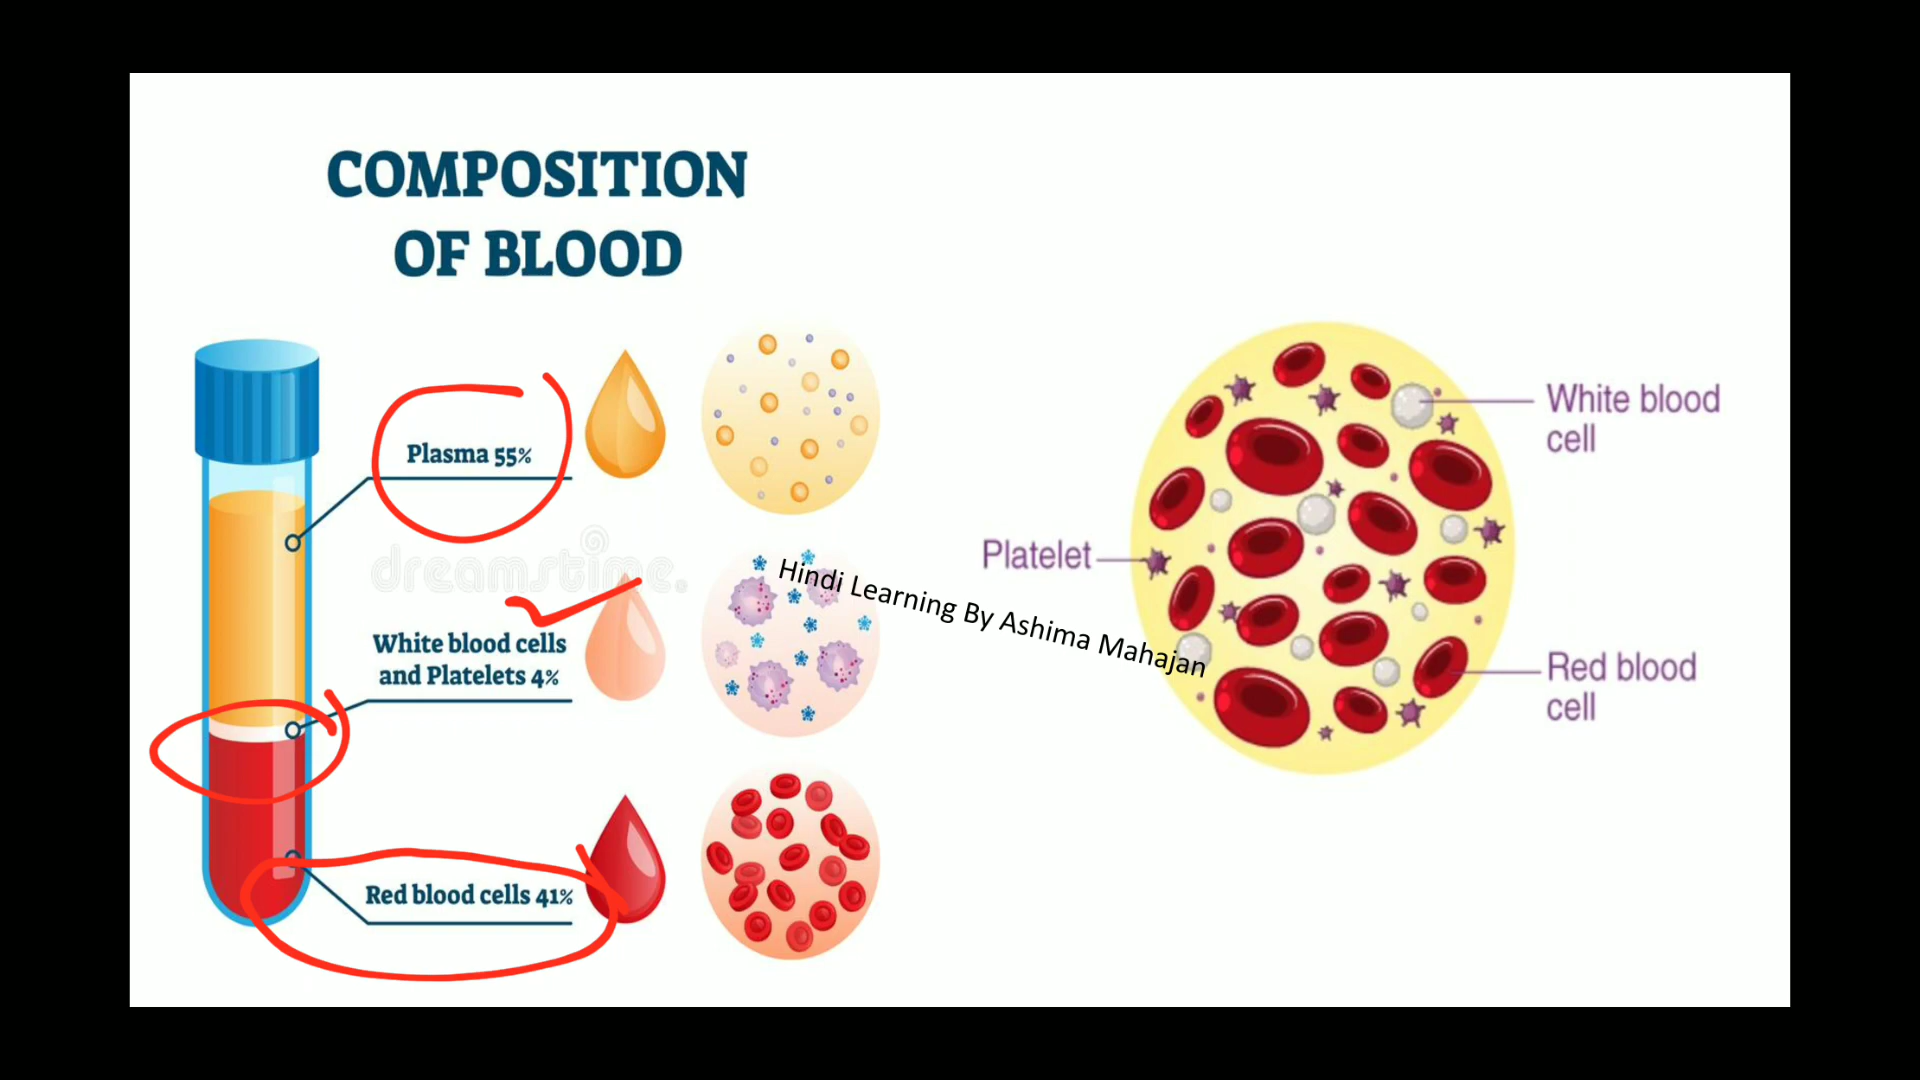 COMPOSITION
OF BLOOD
Plasma 55%
dreamstime.
White blood cells
and Platelets 4%
Red blood cells 41%
Hindi Learning By Ashima Mahajan
White blood
cell
Platelet
Red blood
cell